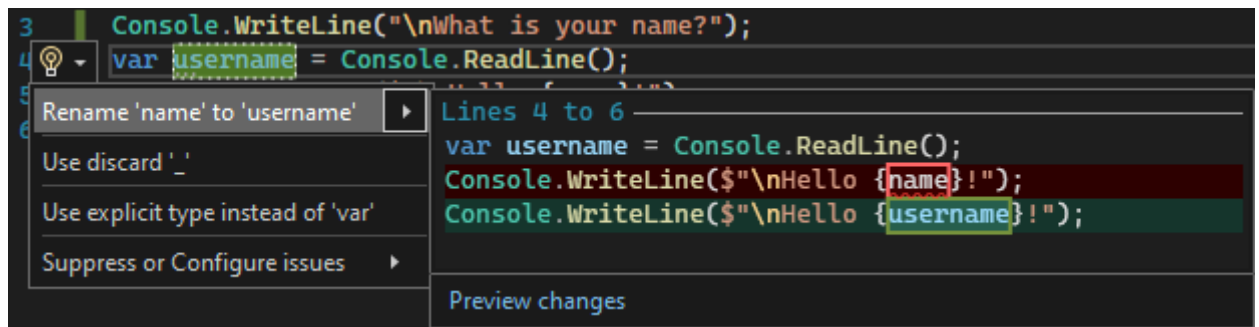 3 Console.WriteLine("\nWhat is your name?");
4 var username = Console.ReadLine();
5
6
Rename 'name' to 'username'
Use discard '_'
Use explicit type instead of 'var'
Suppress or Configure issues
Lines 4 to 6
var username = Console.ReadLine();
Console.WriteLine($"\nHello {name}!");
Console.WriteLine($"\nHello {username}!");
Preview changes